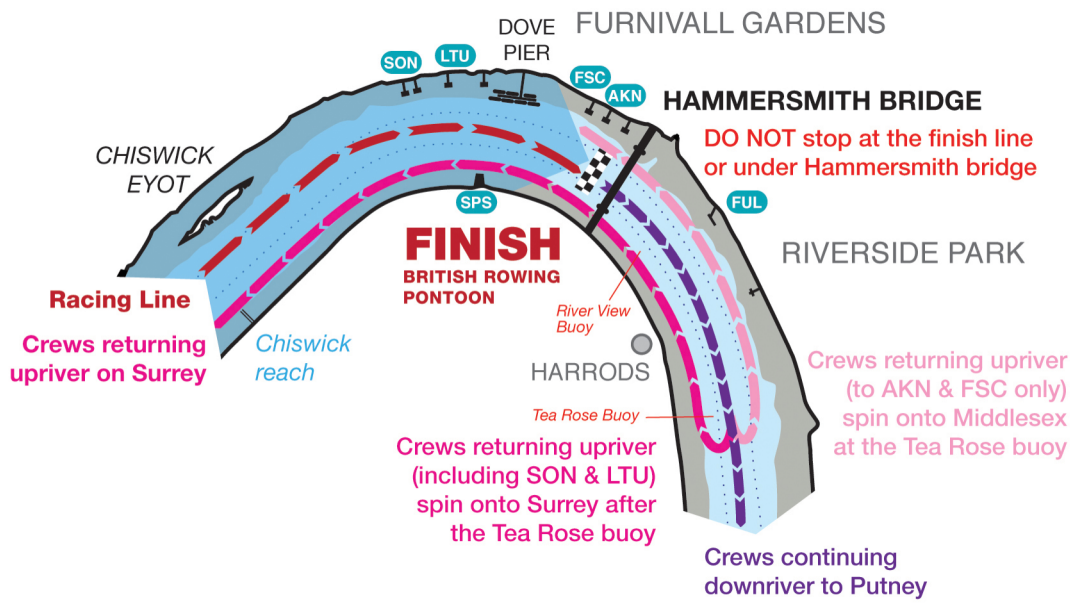 DOVE
PIER
FURNIVALL GARDENS
SON
LTU
FSC
AKN
HAMMERSMITH BRIDGE
DO NOT stop at the finish line
or under Hammersmith bridge
CHISWICK
EYOT
SPS
FUL
FINISH
BRITISH ROWING
PONTOON
RIVERSIDE PARK
Racing Line
River View
Buoy
Crews returning
upriver on Surrey
Chiswick
reach
HARRODS
Crews returning upriver
(to AKN & FSC only)
spin onto Middlesex
at the Tea Rose buoy
Tea Rose Buoy
Crews returning upriver
(including SON & LTU)
spin onto Surrey after
the Tea Rose buoy
Crews continuing
downriver to Putney